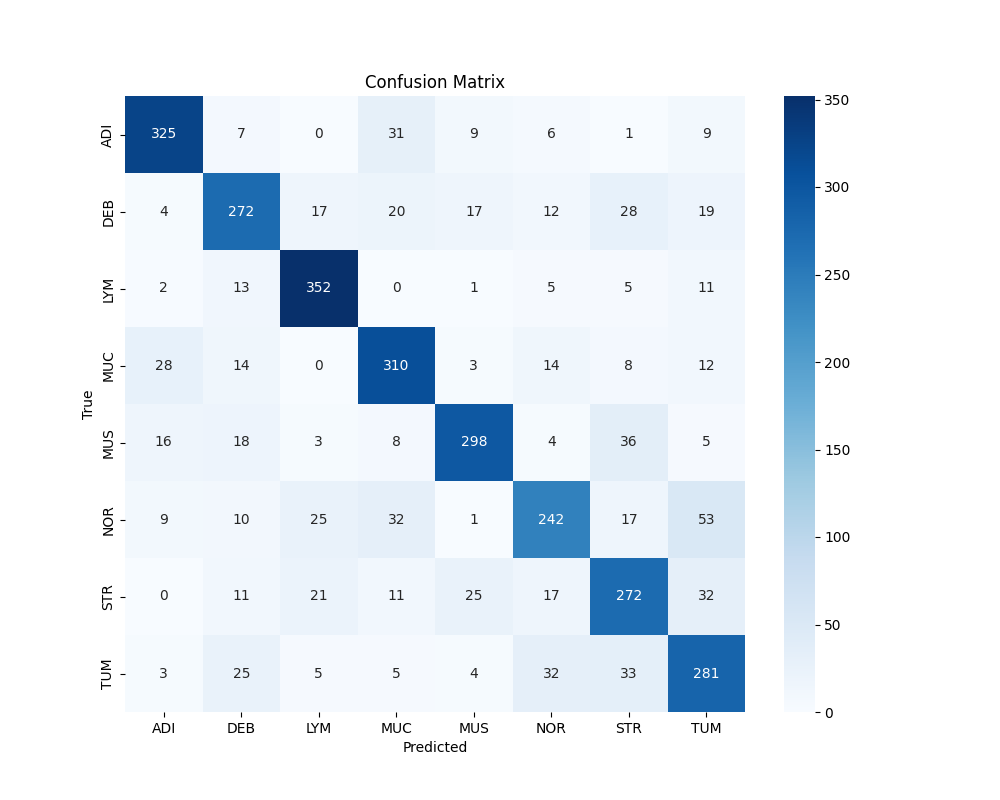 Confusion Matrix
True
ADI 325 7 0 31 9 6 1 9
DEB 4 272 17 20 17 12 28 19
LYM 2 13 352 0 1 5 5 11
MUC 28 14 0 310 3 14 8 12
MUS 16 18 3 8 298 4 36 5
NOR 9 10 25 32 1 242 17 53
STR 0 11 21 11 25 17 272 32
TUM 3 25 5 5 4 32 33 281
ADI DEB LYM MUC MUS NOR STR TUM
Predicted
350
300
250
200
150
100
50
0